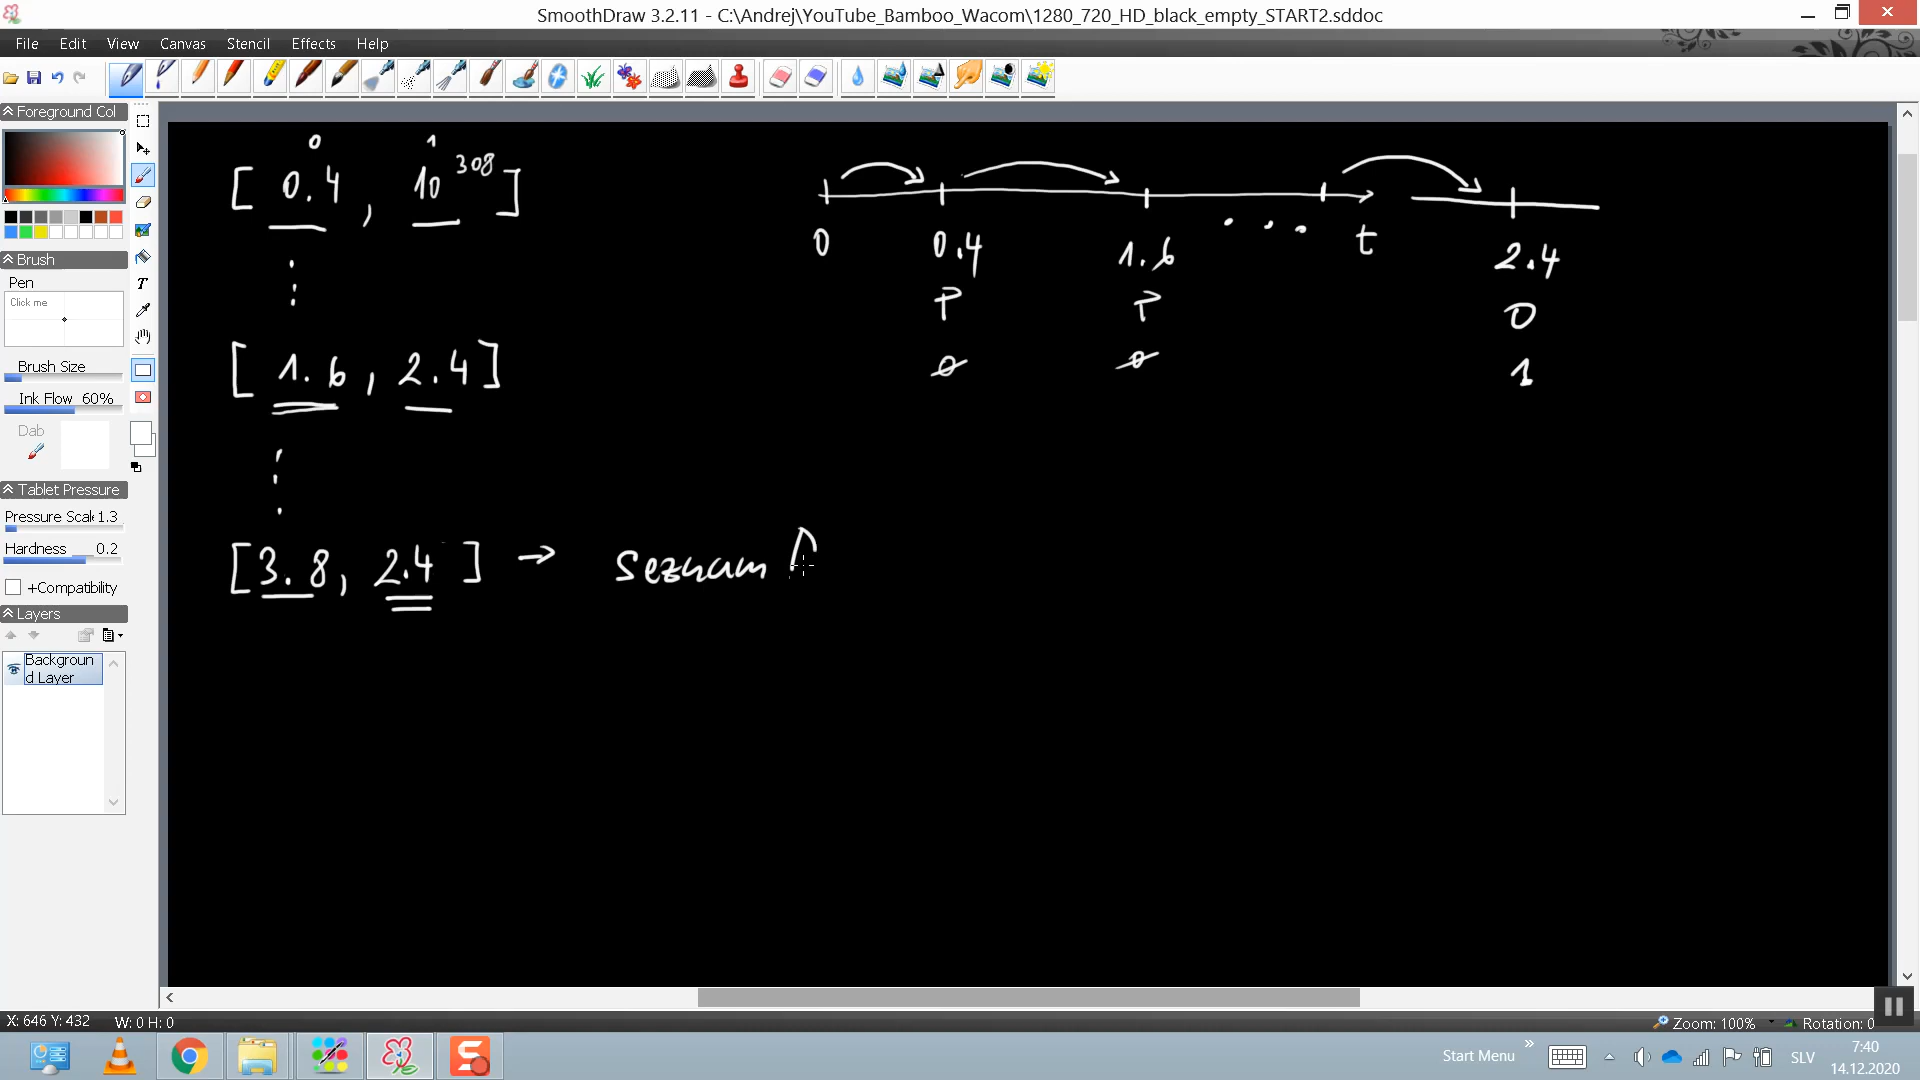 SmoothDraw 3.2.11 - C:\Andrej\YouTube_Bamboo_Wacom\1280_720_HD_black_empty_START2.sddoc
File Edit View Canvas Stencil Effects Help
Foreground Col
Brush
Pen
Click me
Brush Size
Ink Flow 60%
Dab
Tablet Pressure
Pressure Scal 1.3
Hardness 0.2
+Compatibility
Layers
Backgroun
d Layer
0 1
[ 0.4 , 10^308 ]
[ 1.6 , 2.4 ]
[ 3.8, 2.4 ] → seznam
0 0.4 1.6 . . . t 2.4
P P 0
0 0 1
X: 646 Y: 432 W: 0 H: 0
Zoom: 100% Rotation: 0
Start Menu » SLV
7:40
14.12.2020